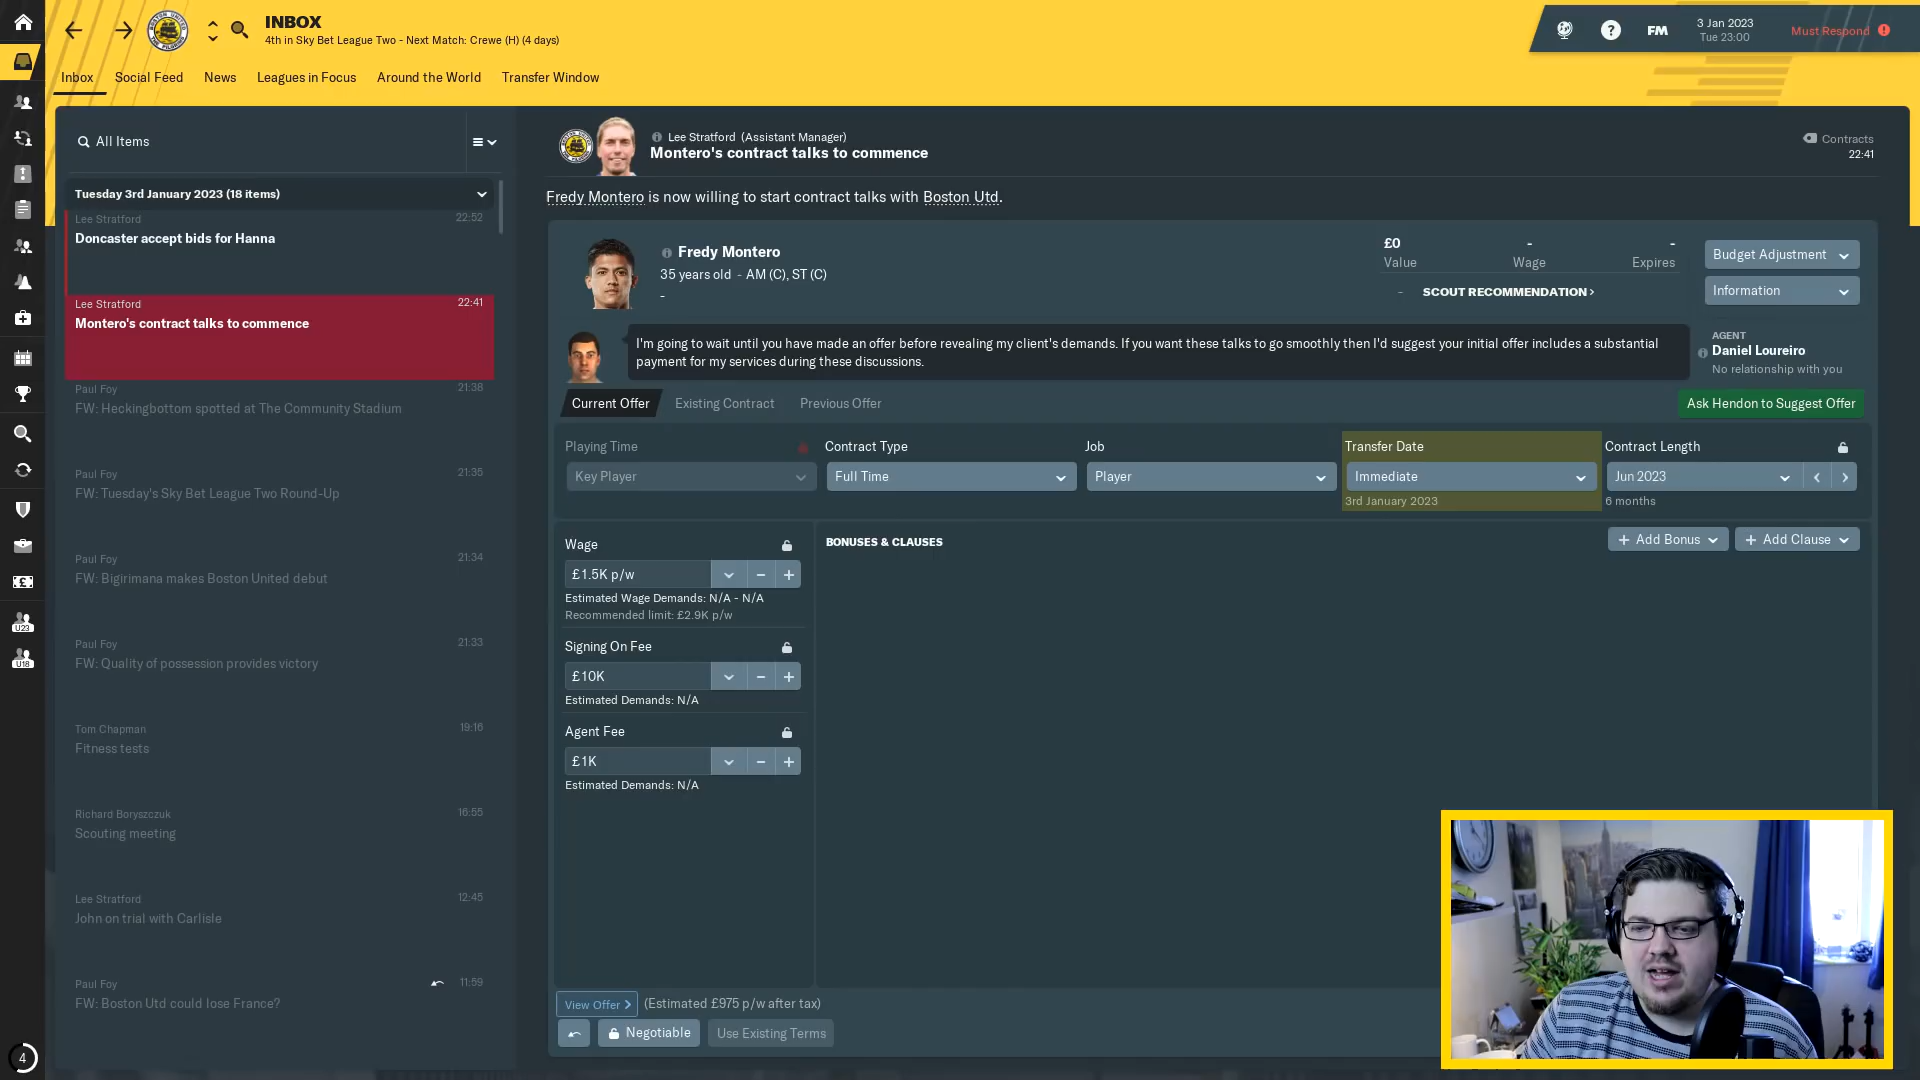 INBOX
4th in Sky Bet League Two - Next Match: Crewe (H) (4 days)
FM
3 Jan 2023
Tue 23:00
Must Respond
Inbox
Social Feed
News
Leagues in Focus
Around the World
Transfer Window
All Items
Tuesday 3rd January 2023 (18 items)
Lee Stratford
22:52
Doncaster accept bids for Hanna
Lee Stratford
22:41
Montero's contract talks to commence
Paul Foy
21:38
FW: Heckingbottom spotted at The Community Stadium
Paul Foy
21:35
FW: Tuesday's Sky Bet League Two Round-Up
Paul Foy
21:34
FW: Bigirimana makes Boston United debut
Paul Foy
21:33
FW: Quality of possession provides victory
Tom Chapman
19:16
Fitness tests
Richard Boryszczuk
16:55
Scouting meeting
Lee Stratford
12:45
John on trial with Carlisle
Paul Foy
11:59
FW: Boston Utd could lose France?
U23
U18
4
Lee Stratford (Assistant Manager)
Montero's contract talks to commence
Contracts
22:41
Fredy Montero is now willing to start contract talks with Boston Utd.
Fredy Montero
35 years old - AM (C), ST (C)
-
£0
Value
-
Wage
-
Expires
- SCOUT RECOMMENDATION >
Budget Adjustment
Information
I'm going to wait until you have made an offer before revealing my client's demands. If you want these talks to go smoothly then I'd suggest your initial offer includes a substantial
payment for my services during these discussions.
AGENT
Daniel Loureiro
No relationship with you
Current Offer
Existing Contract
Previous Offer
Ask Hendon to Suggest Offer
Playing Time
Key Player
Contract Type
Full Time
Job
Player
Transfer Date
Immediate
3rd January 2023
Contract Length
Jun 2023
6 months
Wage
£1.5K p/w
Estimated Wage Demands: N/A - N/A
Recommended limit: £2.9K p/w
Signing On Fee
£10K
Estimated Demands: N/A
Agent Fee
£1K
Estimated Demands: N/A
BONUSES & CLAUSES
+ Add Bonus
+ Add Clause
View Offer >
(Estimated £975 p/w after tax)
Negotiable
Use Existing Terms